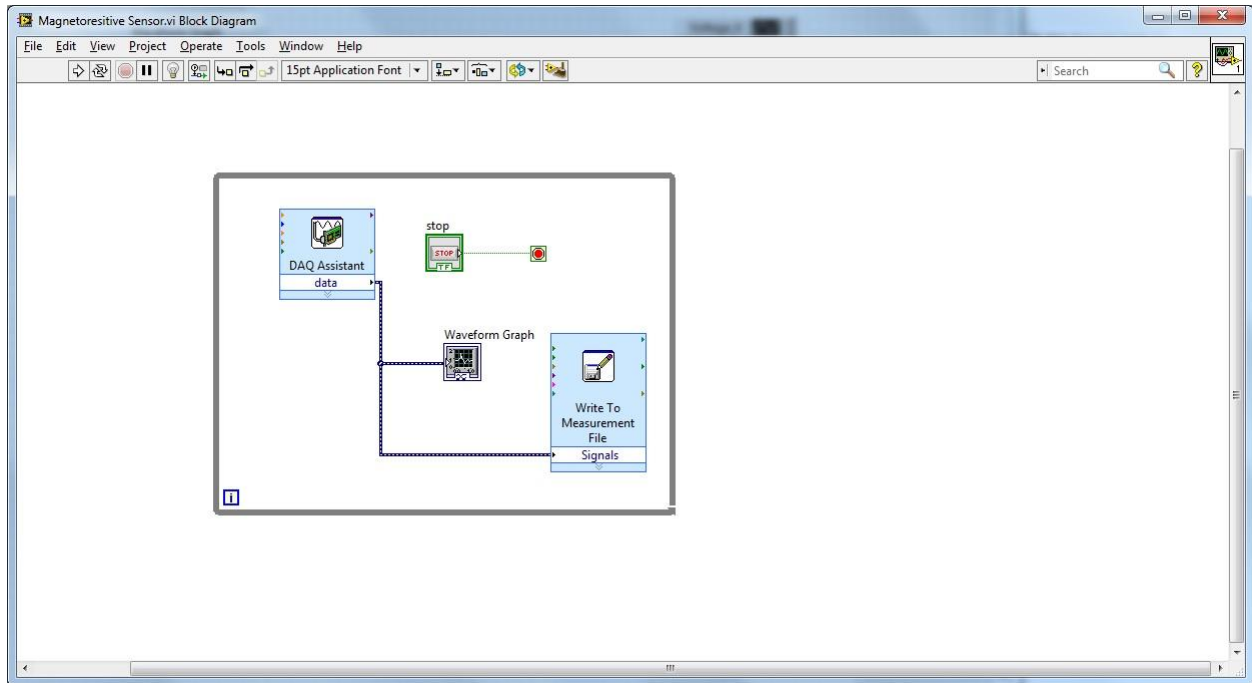 Magnetoresitive Sensor.vi Block Diagram
File Edit View Project Operate Tools Window Help
15pt Application Font
Search
1
DAQ Assistant
data
stop
STOP
TF
Waveform Graph
Write To
Measurement
File
Signals
i